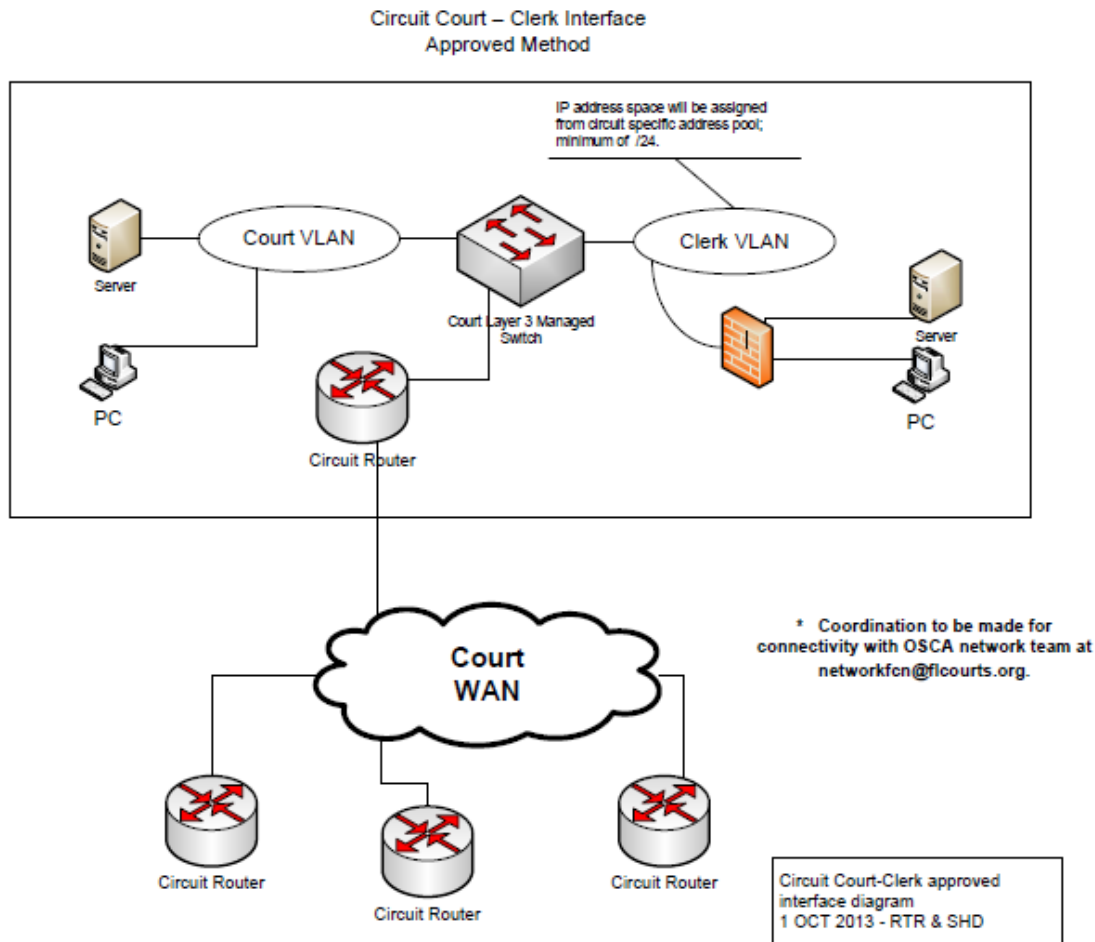 Circuit Court – Clerk Interface
Approved Method
IP address space will be assigned
from circuit specific address pool;
minimum of /24.
Court VLAN
Clerk VLAN
Server
Court Layer 3 Managed
Switch
Server
PC
PC
Circuit Router
Court
WAN
* Coordination to be made for
connectivity with OSCA network team at
networkfcn@flcourts.org.
Circuit Router
Circuit Router
Circuit Router
Circuit Court-Clerk approved
interface diagram
1 OCT 2013 - RTR & SHD